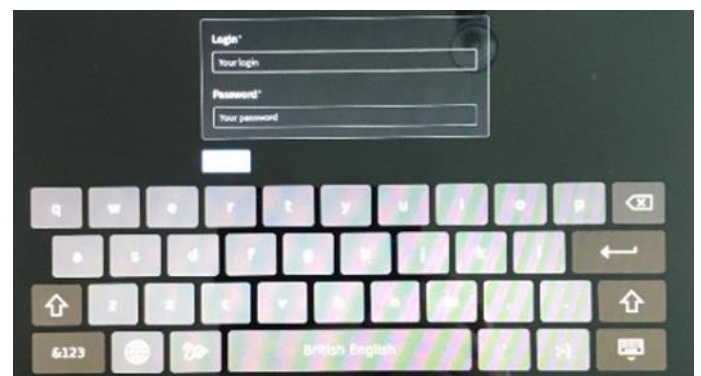 Login*
Your login
Password*
Your password
q w e r t y u i o p
a s d f g h j k l
z x c v b n m , .
&123 British English ' :-)